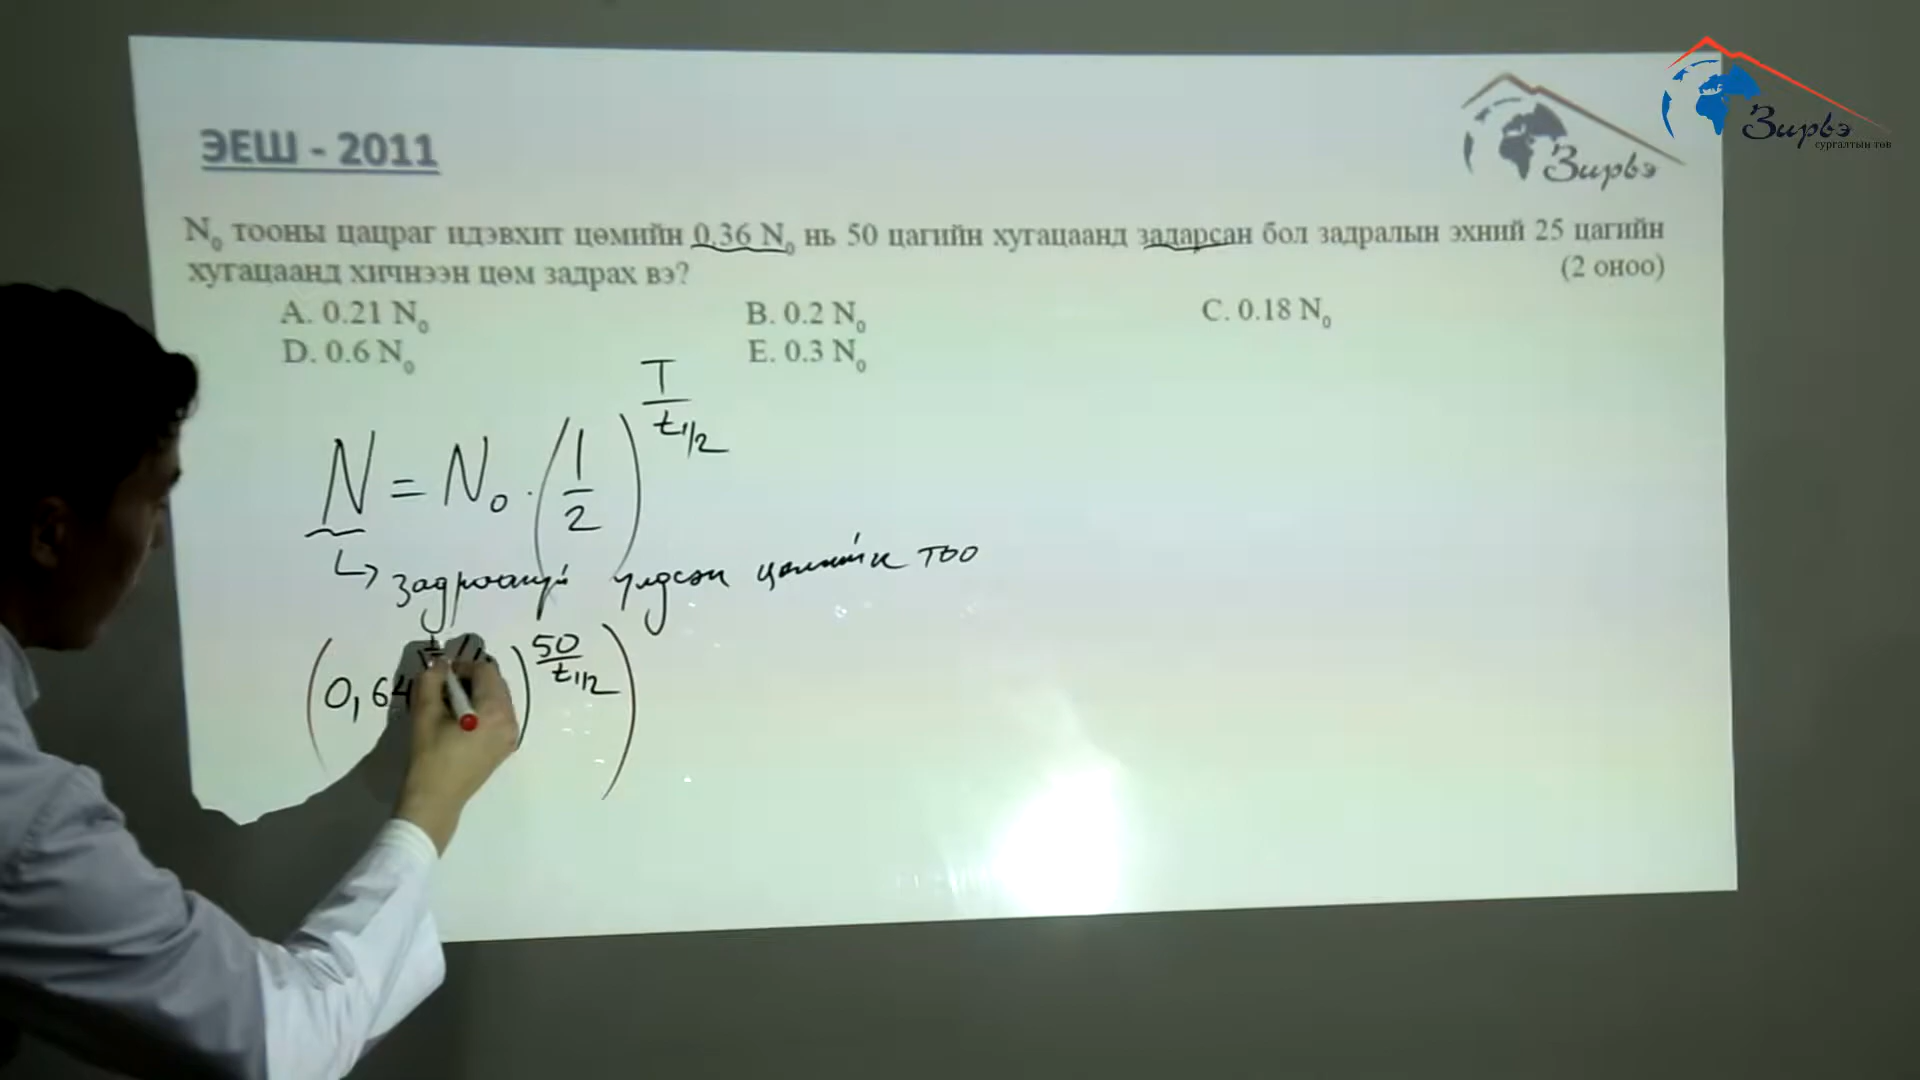 Зирвэ
сургалтын төв
Зирвэ
ЭЕШ - 2011
N₀ тооны цацраг идэвхит цөмийн 0.36 N₀ нь 50 цагийн хугацаанд задарсан бол задралын эхний 25 цагийн
хугацаанд хичнээн цөм задрах вэ? (2 оноо)
A. 0.21 N₀ B. 0.2 N₀ C. 0.18 N₀
D. 0.6 N₀ E. 0.3 N₀
N = N₀ · (1/2)^(T/t1/2)
↳ задраагүй үлдсэн цөмийн тоо
(0,64 )^(50/t1/2))